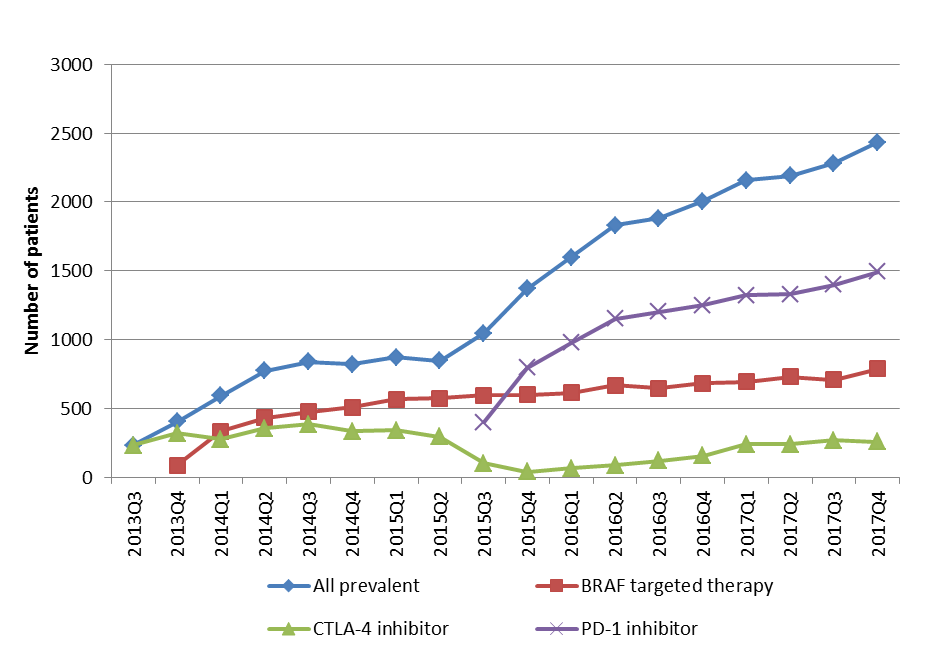 Number of patients
3000
2500
2000
1500
1000
500
0
2013Q3
2013Q4
2014Q1
2014Q2
2014Q3
2014Q4
2015Q1
2015Q2
2015Q3
2015Q4
2016Q1
2016Q2
2016Q3
2016Q4
2017Q1
2017Q2
2017Q3
2017Q4
All prevalent
BRAF targeted therapy
CTLA-4 inhibitor
PD-1 inhibitor